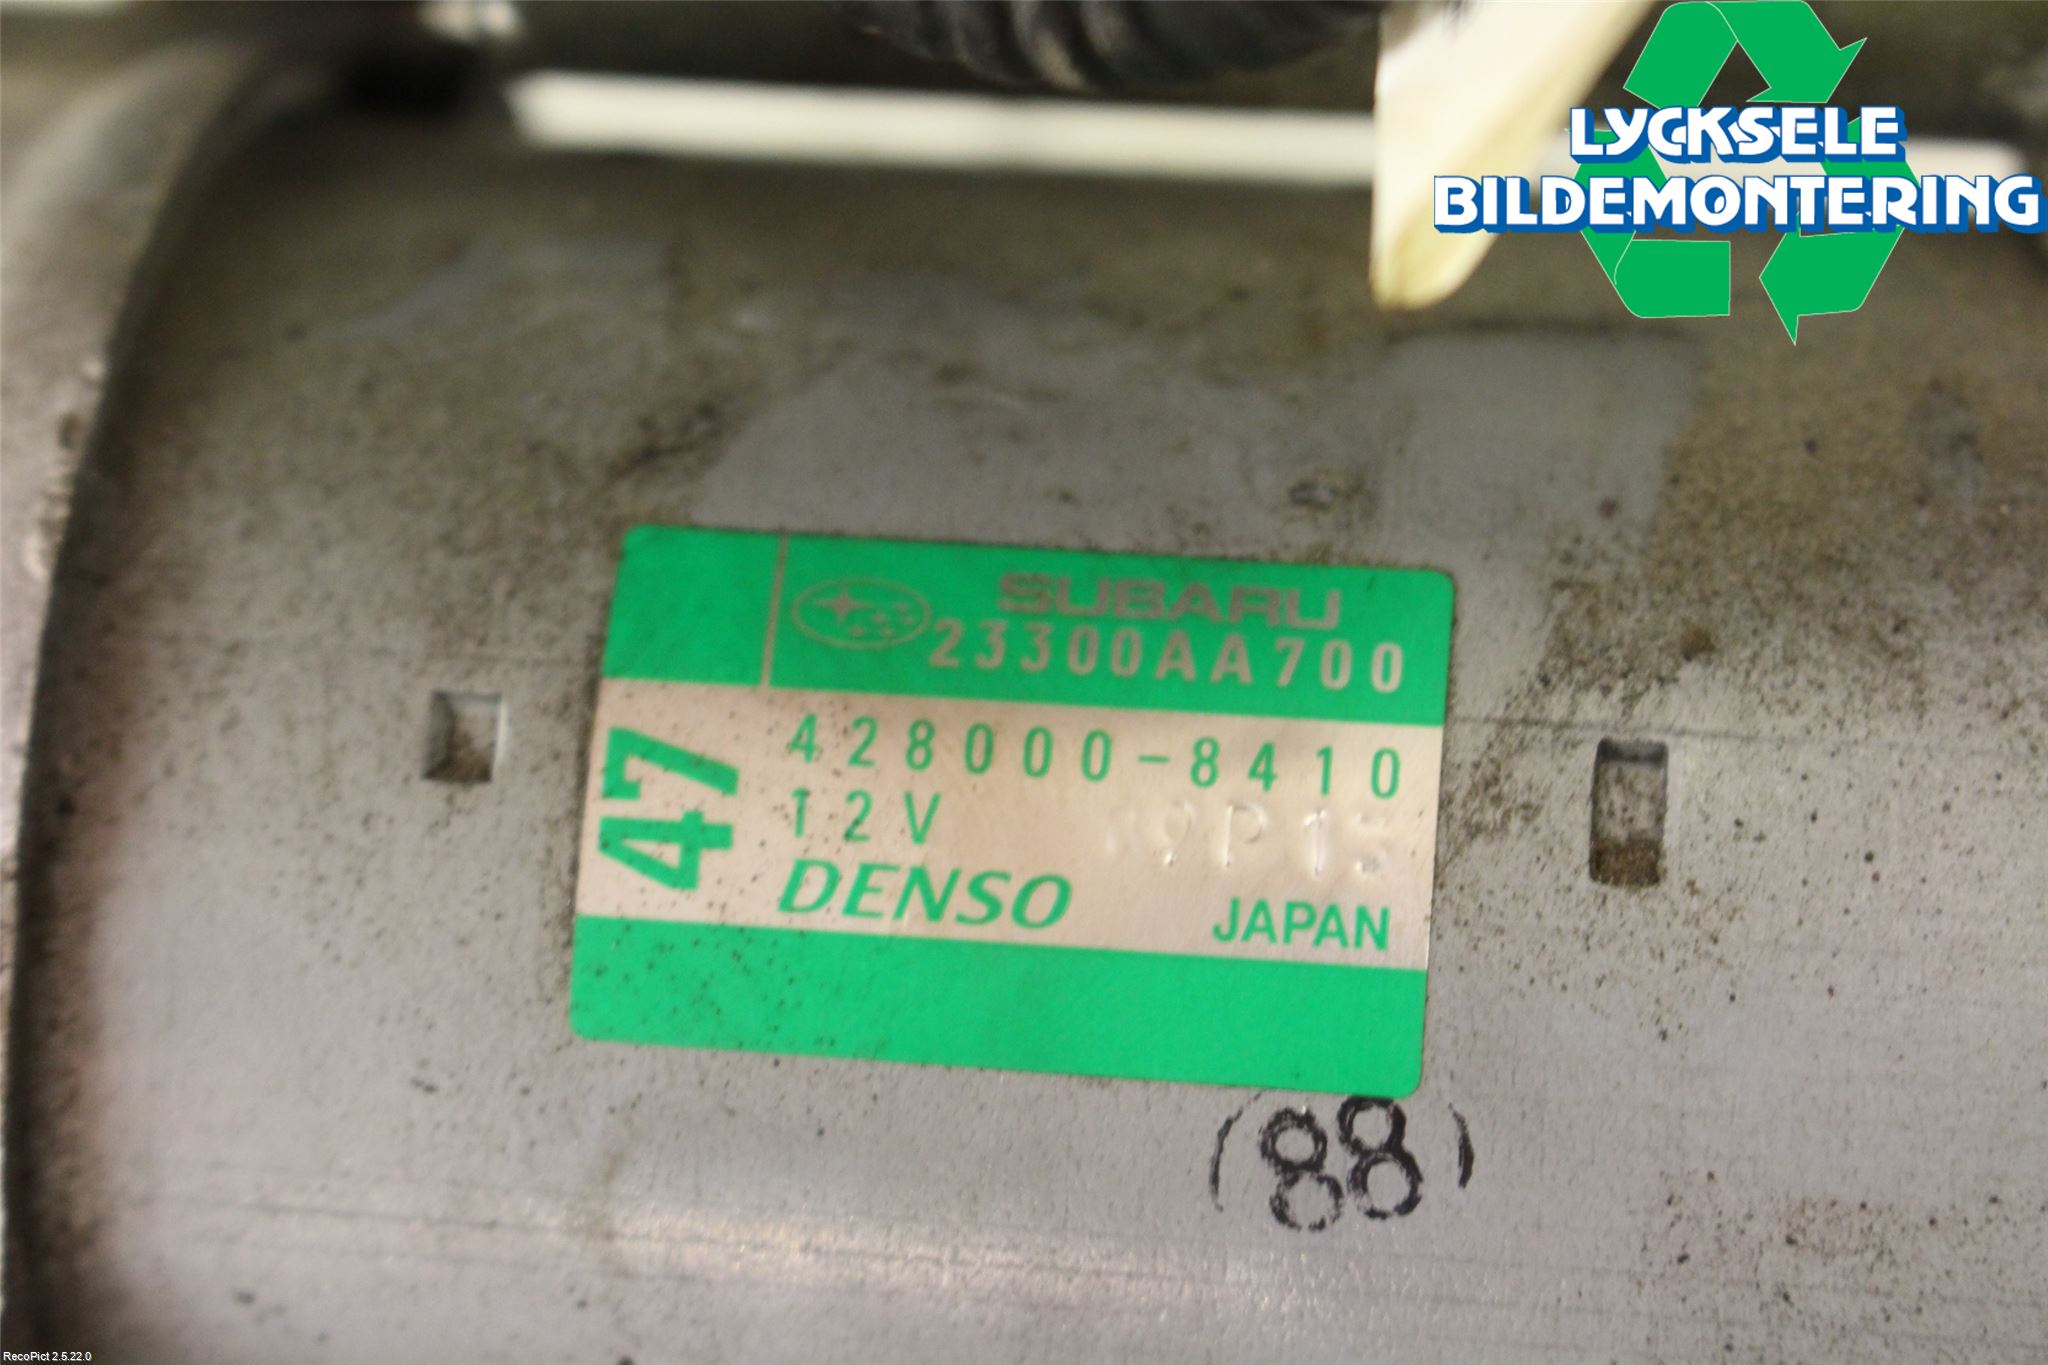 LYCKSELE
BILDEMONTERING
SUBARU
23300AA700
47
428000-8410
12V
DENSO
JAPAN
(88)
RecoPict 2.5.22.0